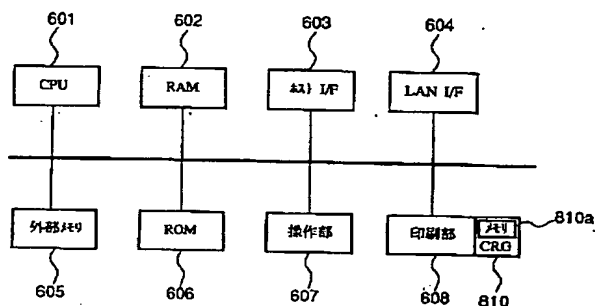 601
602
603
604
CPU
RAM
ホスト I/F
LAN I/F
外部メモリ
ROM
操作部
印刷部
メモリ
CRG
810a
605
606
607
608
810